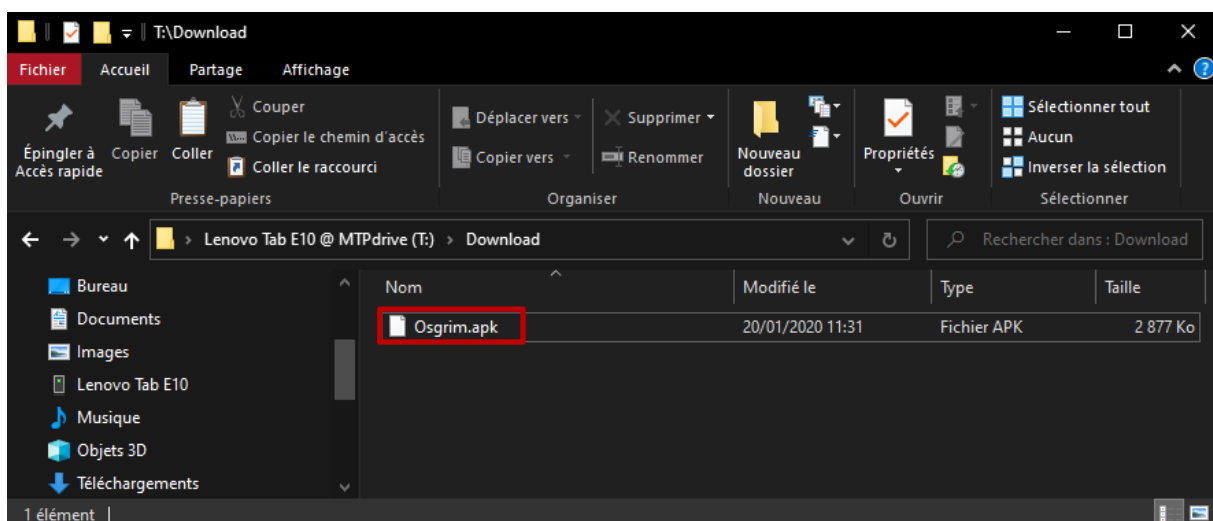 T:\Download
Fichier Accueil Partage Affichage
Épingler à Accès rapide
Copier
Coller
Couper
Copier le chemin d'accès
Coller le raccourci
Déplacer vers
Copier vers
Supprimer
Renommer
Nouveau dossier
Propriétés
Sélectionner tout
Aucun
Inverser la sélection
Presse-papiers Organiser Nouveau Ouvrir Sélectionner
Lenovo Tab E10 @ MTPdrive (T:) > Download
Rechercher dans : Download
Bureau
Documents
Images
Lenovo Tab E10
Musique
Objets 3D
Téléchargements
Nom Modifié le Type Taille
Osgrim.apk 20/01/2020 11:31 Fichier APK 2 877 Ko
1 élément